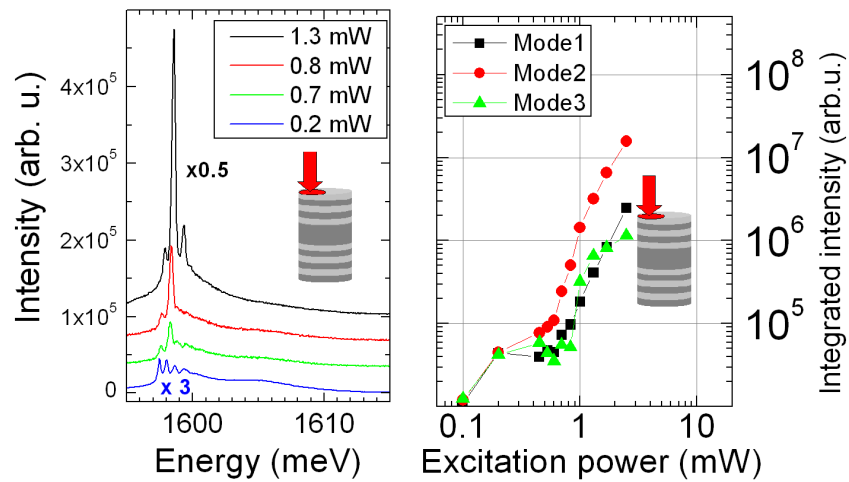 1.3 mW
0.8 mW
0.7 mW
0.2 mW
x0.5
x 3
4x10^5
3x10^5
2x10^5
1x10^5
0
1600
1610
Intensity (arb. u.)
Energy (meV)
Mode1
Mode2
Mode3
10^8
10^7
10^6
10^5
0.1
1
10
Integrated intensity (arb.u.)
Excitation power (mW)